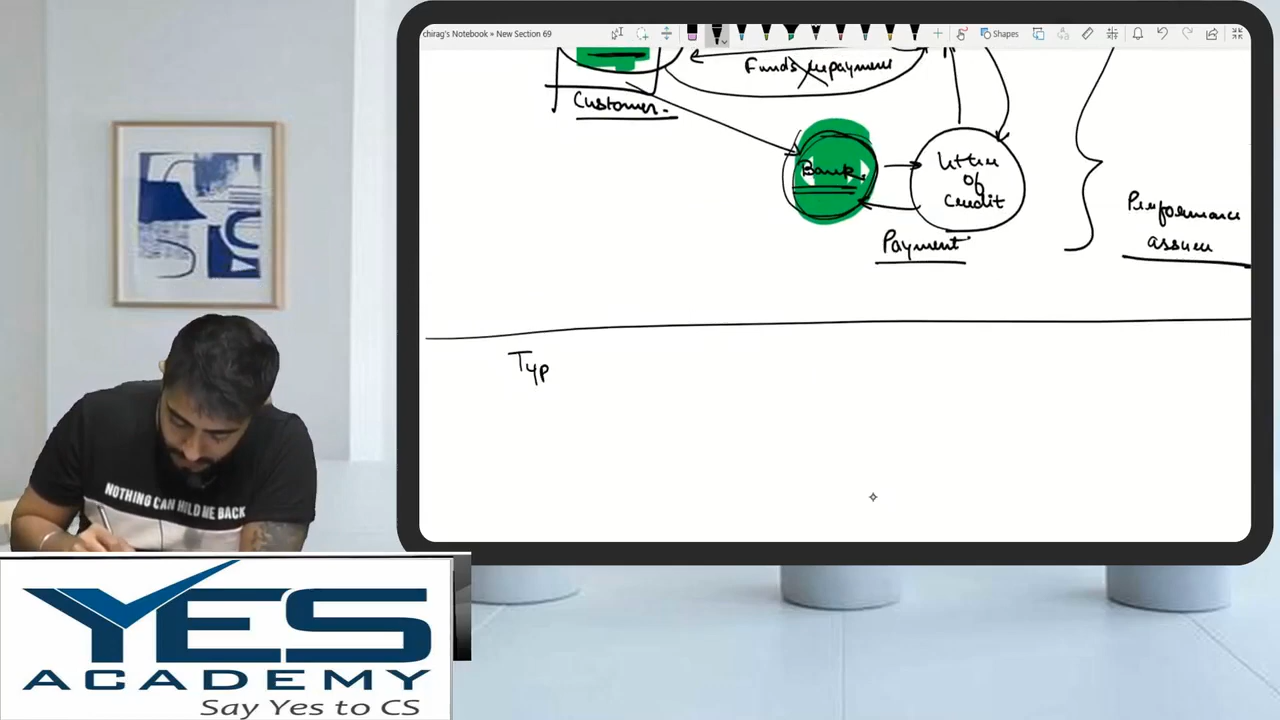 chirag's Notebook » New Section 69
Shapes
Funds repayment
Customer.
Bank
Letter
of
Credit
Payment
Performance
assure
Typ
NOTHING CAN HOLD ME BACK
YES
ACADEMY
Say Yes to CS